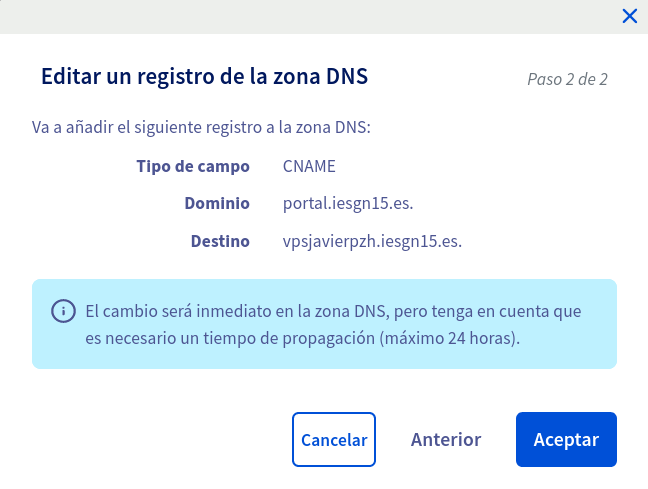 Editar un registro de la zona DNS
Paso 2 de 2
Va a añadir el siguiente registro a la zona DNS:
Tipo de campo CNAME
Dominio portal.iesgn15.es.
Destino vpsjavierpzh.iesgn15.es.
El cambio será inmediato en la zona DNS, pero tenga en cuenta que
es necesario un tiempo de propagación (máximo 24 horas).
Cancelar Anterior Aceptar